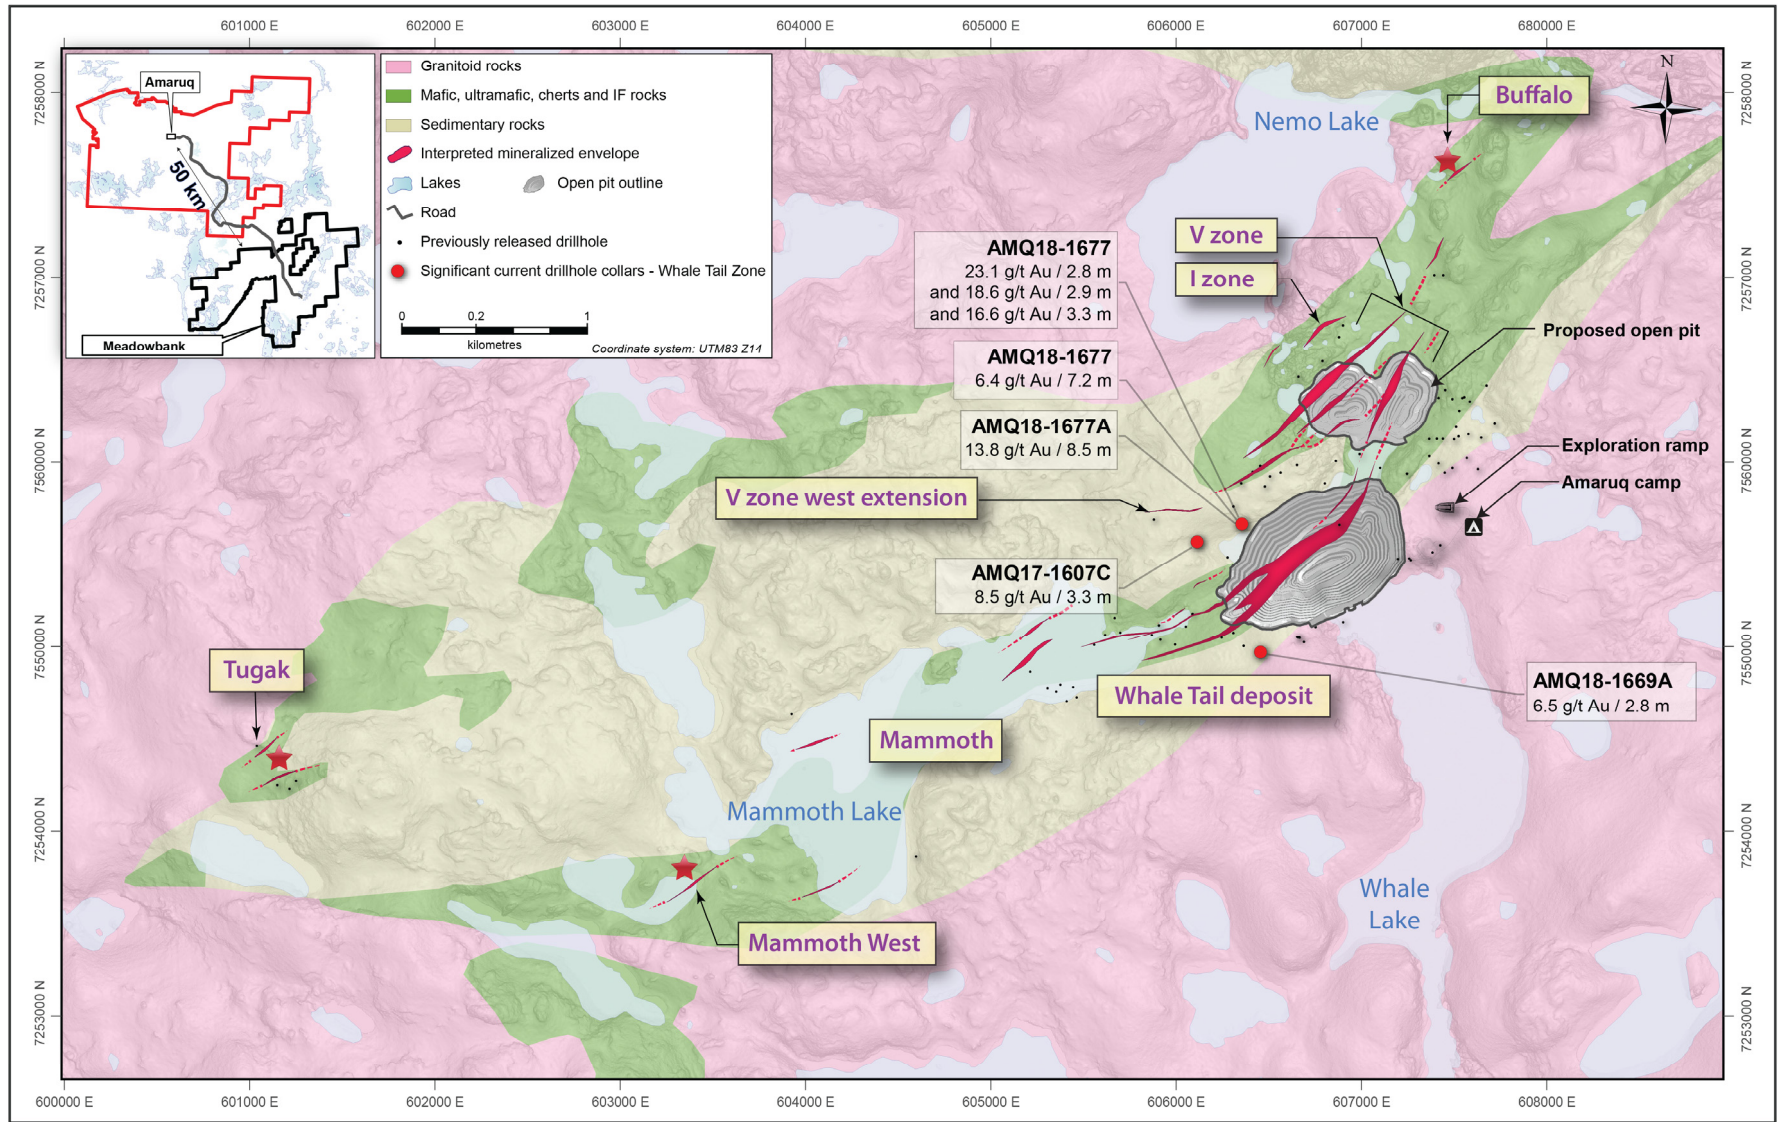 601000 E
602000 E
603000 E
604000 E
605000 E
606000 E
607000 E
680000 E
7258000 N
7257000 N
7560000 N
7550000 N
7254000 N
7253000 N
Amaruq
50 km
Meadowbank
Granitoid rocks
Mafic, ultramafic, cherts and IF rocks
Sedimentary rocks
Interpreted mineralized envelope
Lakes
Open pit outline
Road
Previously released drillhole
Significant current drillhole collars - Whale Tail Zone
0 0.2 1
kilometres
Coordinate system: UTM83 Z14
N
Buffalo
Nemo Lake
V zone
I zone
AMQ18-1677
23.1 g/t Au / 2.8 m
and 18.6 g/t Au / 2.9 m
and 16.6 g/t Au / 3.3 m
Proposed open pit
AMQ18-1677
6.4 g/t Au / 7.2 m
AMQ18-1677A
13.8 g/t Au / 8.5 m
Exploration ramp
Amaruq camp
V zone west extension
AMQ17-1607C
8.5 g/t Au / 3.3 m
Tugak
Whale Tail deposit
AMQ18-1669A
6.5 g/t Au / 2.8 m
Mammoth
Mammoth Lake
Whale
Lake
Mammoth West
7258000 N
7257000 N
7560000 N
7550000 N
7254000 N
7253000 N
600000 E
601000 E
602000 E
603000 E
604000 E
605000 E
606000 E
607000 E
608000 E